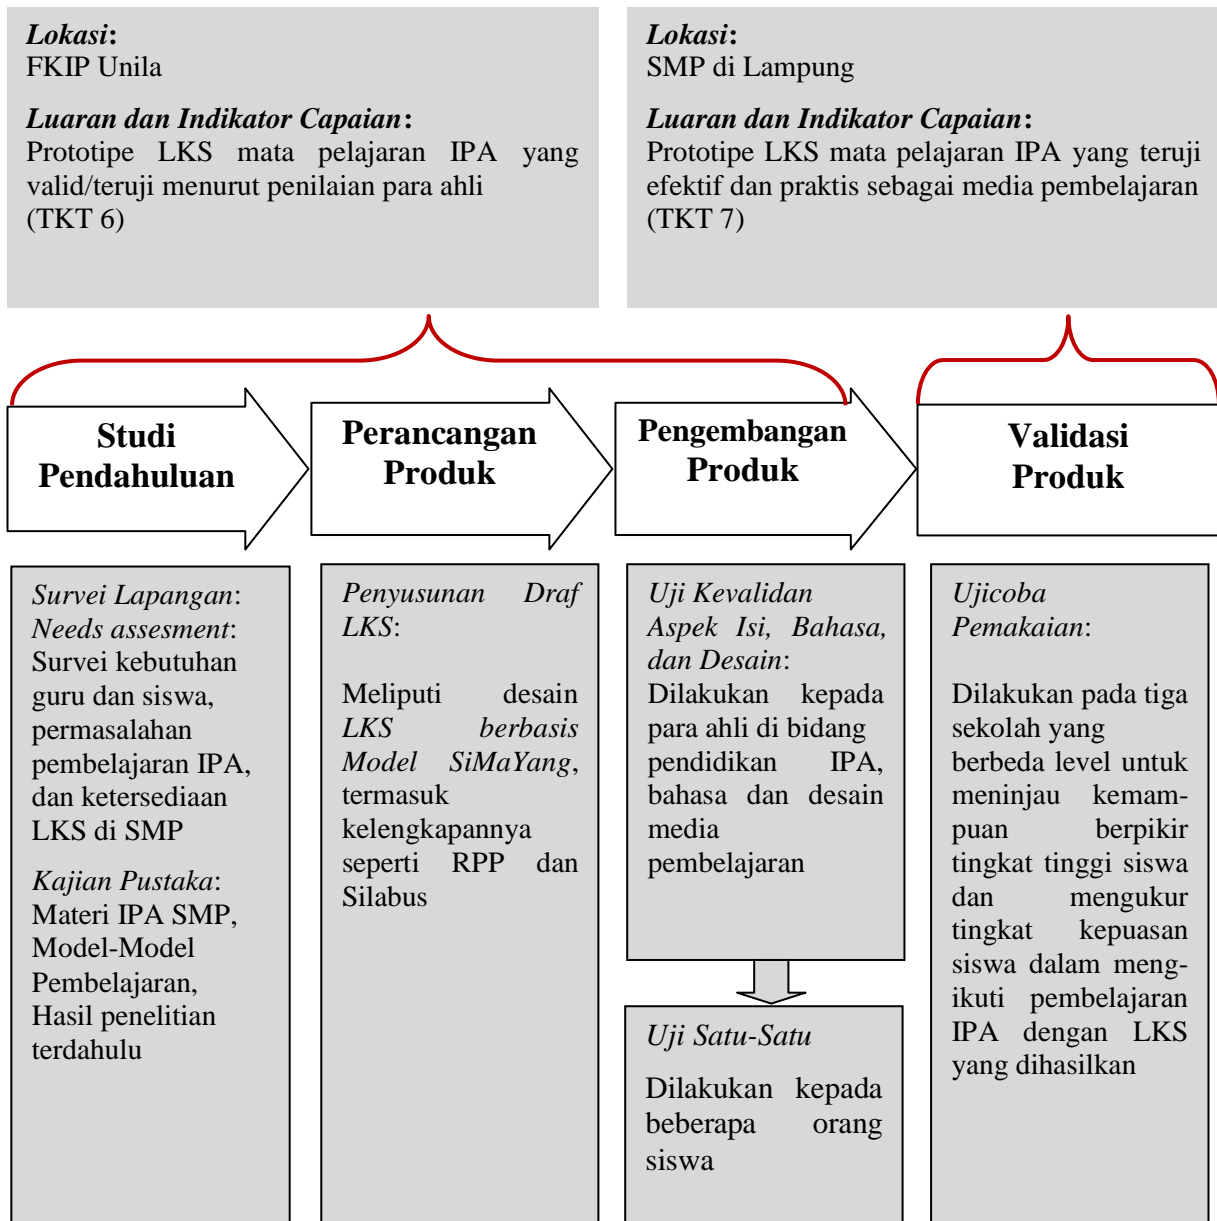 Lokasi:
FKIP Unila
Luaran dan Indikator Capaian:
Prototipe LKS mata pelajaran IPA yang
valid/teruji menurut penilaian para ahli
(TKT 6)
Lokasi:
SMP di Lampung
Luaran dan Indikator Capaian:
Prototipe LKS mata pelajaran IPA yang teruji
efektif dan praktis sebagai media pembelajaran
(TKT 7)
Studi
Pendahuluan
Perancangan
Produk
Pengembangan
Produk
Validasi
Produk
Survei Lapangan:
Needs assesment:
Survei kebutuhan
guru dan siswa,
permasalahan
pembelajaran IPA,
dan ketersediaan
LKS di SMP
Kajian Pustaka:
Materi IPA SMP,
Model-Model
Pembelajaran,
Hasil penelitian
terdahulu
Penyusunan Draf
LKS:
Meliputi desain
LKS berbasis
Model SiMaYang,
termasuk
kelengkapannya
seperti RPP dan
Silabus
Uji Kevalidan
Aspek Isi, Bahasa,
dan Desain:
Dilakukan kepada
para ahli di bidang
pendidikan IPA,
bahasa dan desain
media
pembelajaran
Uji Satu-Satu
Dilakukan kepada
beberapa orang
siswa
Ujicoba
Pemakaian:
Dilakukan pada tiga
sekolah yang
berbeda level untuk
meninjau kemam-
puan berpikir
tingkat tinggi siswa
dan mengukur
tingkat kepuasan
siswa dalam meng-
ikuti pembelajaran
IPA dengan LKS
yang dihasilkan